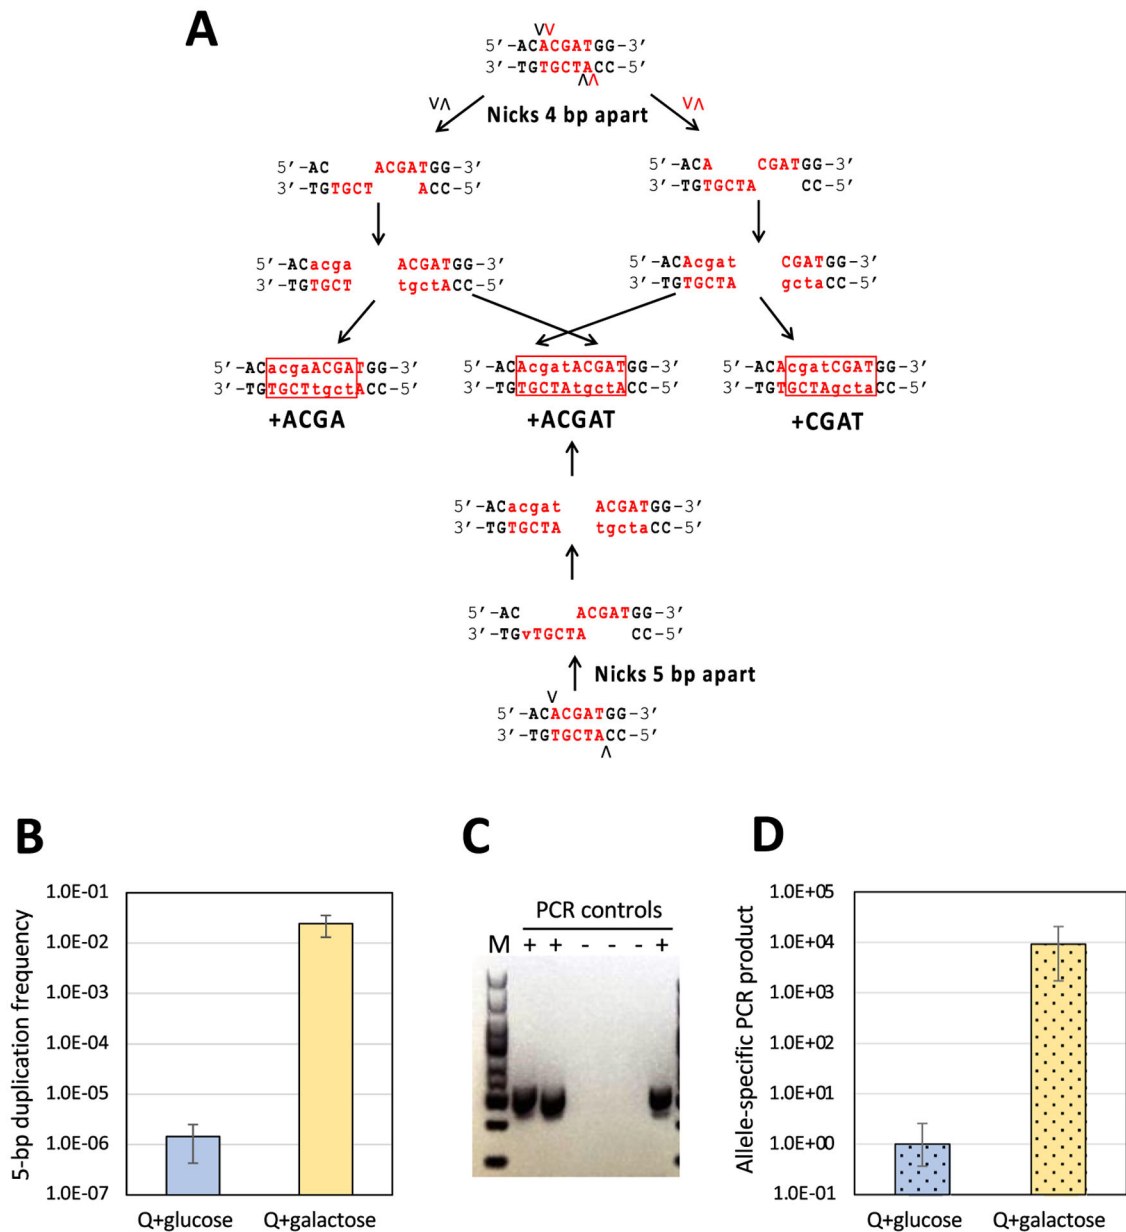 A
VV
5′-ACACGATGG-3′
3′-TGTGCTACC-5′
ΛΛ
VΛ
Nicks 4 bp apart
VΛ
5′-AC ACGATGG-3′
3′-TGTGCT ACC-5′
5′-ACA CGATGG-3′
3′-TGTGCTA CC-5′
5′-ACacga ACGATGG-3′
3′-TGTGCT tgctACC-5′
5′-ACAcgat CGATGG-3′
3′-TGTGCTA gctaCC-5′
5′-ACacgaACGATGG-3′
3′-TGTGCTtgctACC-5′
+ACGA
5′-ACAcgatACGATGG-3′
3′-TGTGCTAtgctACC-5′
+ACGAT
5′-ACAcgatCGATGG-3′
3′-TGTGCTAgctaCC-5′
+CGAT
5′-ACacgat ACGATGG-3′
3′-TGTGCTA tgctaCC-5′
5′-AC ACGATGG-3′
3′-TGvTGCTA CC-5′
Nicks 5 bp apart
V
5′-ACACGATGG-3′
3′-TGTGCTACC-5′
Λ
B
5-bp duplication frequency
1.0E-01
1.0E-02
1.0E-03
1.0E-04
1.0E-05
1.0E-06
1.0E-07
Q+glucose Q+galactose
C
PCR controls
M + + - - - +
D
Allele-specific PCR product
1.0E+05
1.0E+04
1.0E+03
1.0E+02
1.0E+01
1.0E+00
1.0E-01
Q+glucose Q+galactose